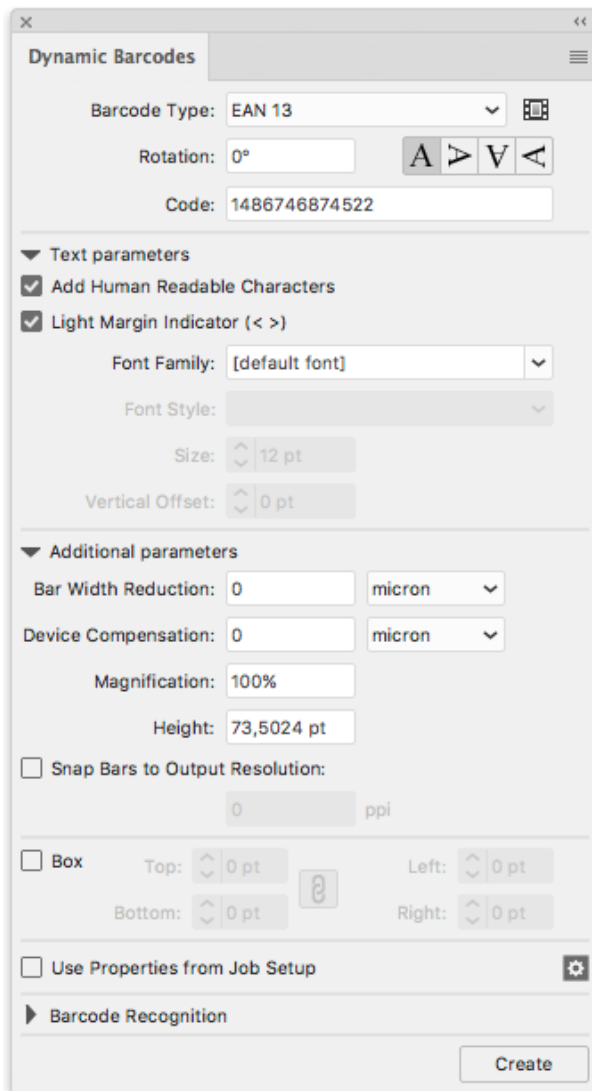 Dynamic Barcodes
Barcode Type: EAN 13
Rotation: 0° A A A A
Code: 1486746874522
Text parameters
Add Human Readable Characters
Light Margin Indicator (< >)
Font Family: [default font]
Font Style:
Size: 12 pt
Vertical Offset: 0 pt
Additional parameters
Bar Width Reduction: 0 micron
Device Compensation: 0 micron
Magnification: 100%
Height: 73,5024 pt
Snap Bars to Output Resolution:
0 ppi
Box Top: 0 pt Left: 0 pt
Bottom: 0 pt Right: 0 pt
Use Properties from Job Setup
Barcode Recognition
Create